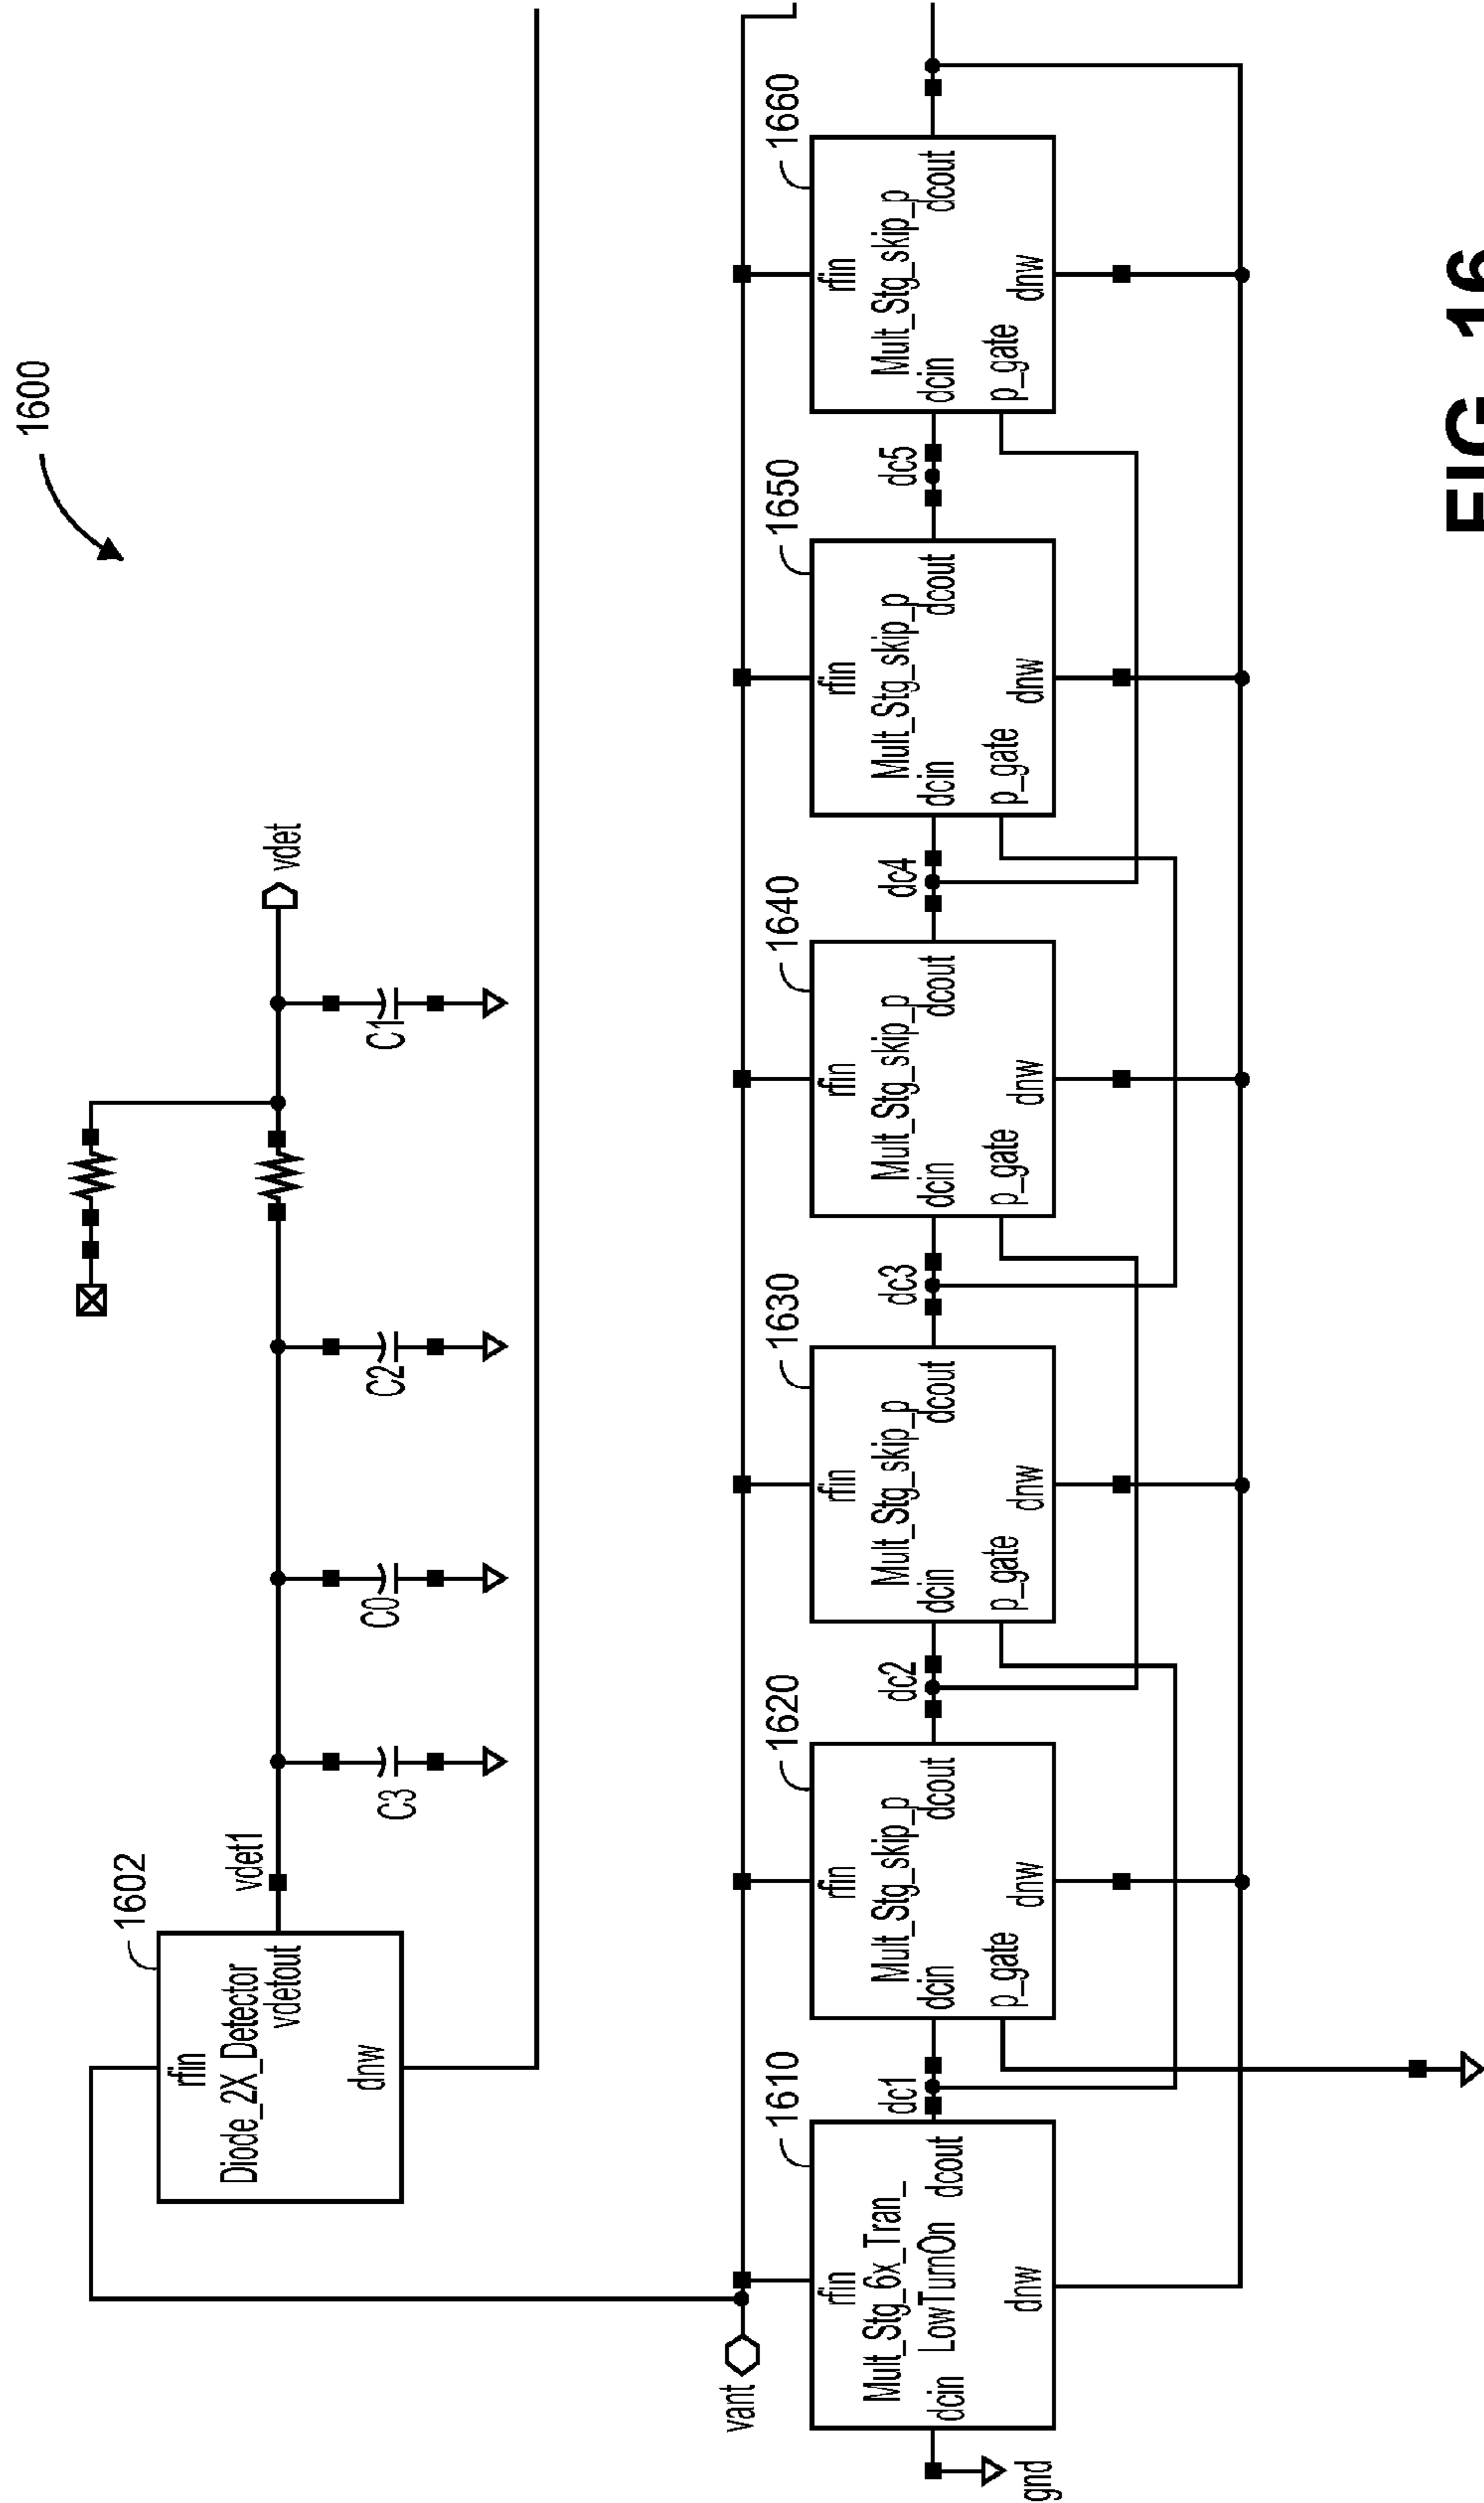 1600
1602
Diode_2X_Detector
rfin
vdetout
dnw
vdet1
C3
C0
C2
C1
vdet
vant
gnd
1610
rfin
Mult_Stg_6x_Tran_
LowTurnOn
dcin
dcout
dnw
dc1
1620
rfin
Mult_Stg_skip_p
dcin
dcout
p_gate
dnw
dc2
1630
rfin
Mult_Stg_skip_p
dcin
dcout
p_gate
dnw
dc3
1640
rfin
Mult_Stg_skip_p
dcin
dcout
p_gate
dnw
dc4
1650
rfin
Mult_Stg_skip_p
dcin
dcout
p_gate
dnw
dc5
1660
rfin
Mult_Stg_skip_p
dcin
dcout
p_gate
dnw
FIG. 16